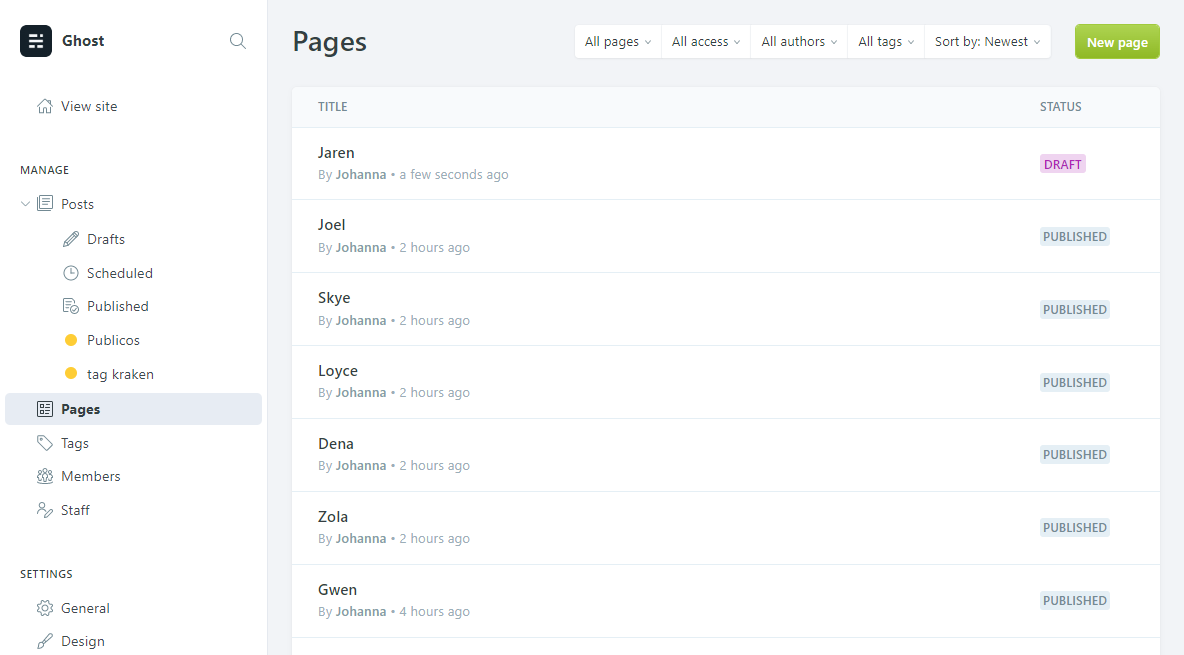 Ghost
View site
MANAGE
Posts
Drafts
Scheduled
Published
Publicos
tag kraken
Pages
Tags
Members
Staff
SETTINGS
General
Design
Pages
All pages All access All authors All tags Sort by: Newest New page
TITLE STATUS
Jaren
By Johanna • a few seconds ago
DRAFT
Joel
By Johanna • 2 hours ago
PUBLISHED
Skye
By Johanna • 2 hours ago
PUBLISHED
Loyce
By Johanna • 2 hours ago
PUBLISHED
Dena
By Johanna • 2 hours ago
PUBLISHED
Zola
By Johanna • 2 hours ago
PUBLISHED
Gwen
By Johanna • 4 hours ago
PUBLISHED